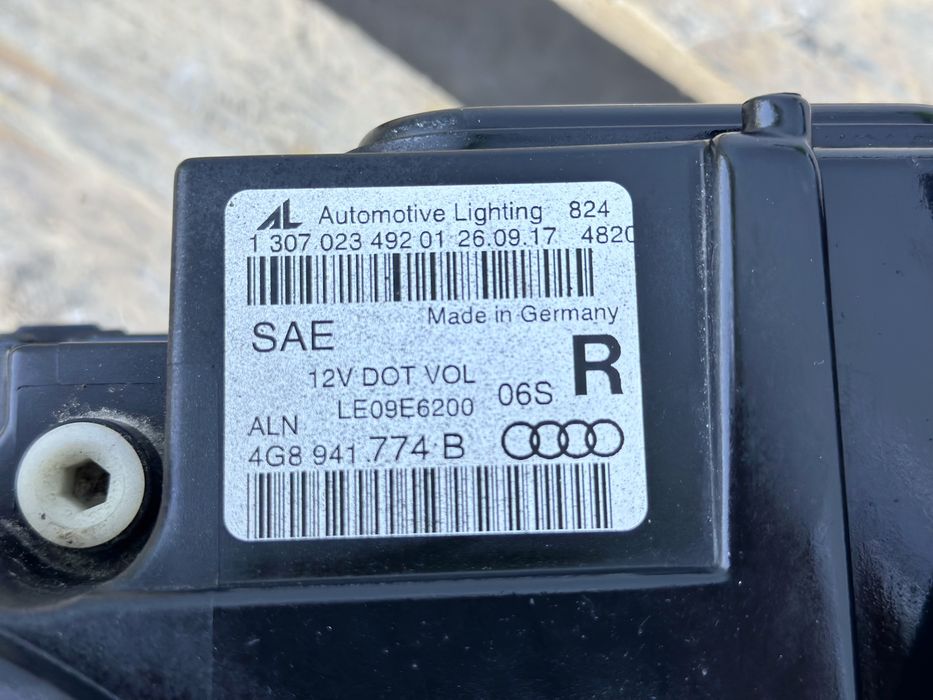 AL Automotive Lighting 824
1 307 023 492 01 26.09.17 4820
Made in Germany
SAE
R
12V DOT VOL
06S
LE09E6200
ALN
4G8 941 774 B